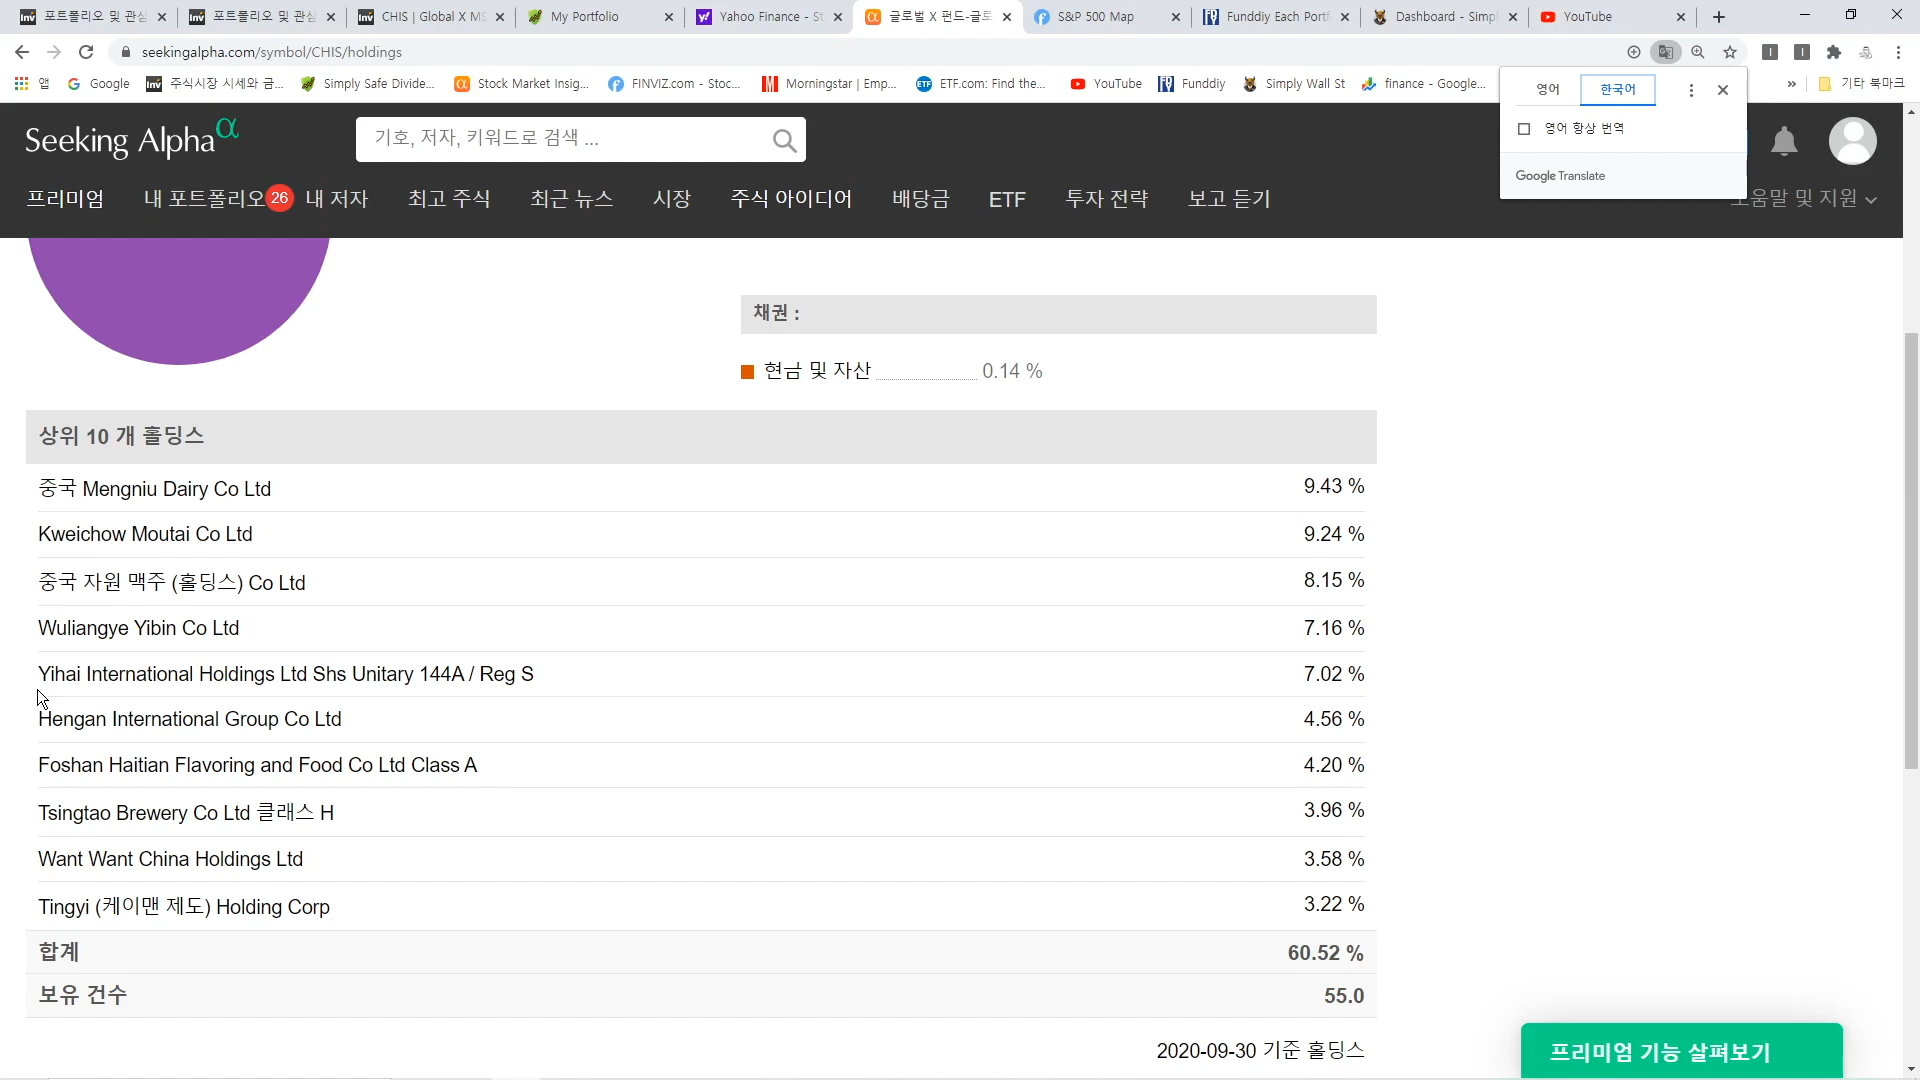 포트폴리오 및 관심
포트폴리오 및 관심
CHIS | Global X MS
My Portfolio
Yahoo Finance - St
글로벌 X 펀드-글로
S&P 500 Map
Funddiy Each Portf
Dashboard - Simpl
YouTube
seekingalpha.com/symbol/CHIS/holdings
앱
Google
주식시장 시세와 금...
Simply Safe Divide...
Stock Market Insig...
FINVIZ.com - Stoc...
Morningstar | Emp...
ETF.com: Find the...
YouTube
Funddiy
Simply Wall St
finance - Google...
»
기타 북마크
영어
한국어
영어 항상 번역
Google Translate
Seeking Alpha α
기호, 저자, 키워드로 검색 ...
프리미엄
내 포트폴리오 26
내 저자
최고 주식
최근 뉴스
시장
주식 아이디어
배당금
ETF
투자 전략
보고 듣기
도움말 및 지원
채권 :
현금 및 자산 0.14 %
상위 10 개 홀딩스
중국 Mengniu Dairy Co Ltd 9.43 %
Kweichow Moutai Co Ltd 9.24 %
중국 자원 맥주 (홀딩스) Co Ltd 8.15 %
Wuliangye Yibin Co Ltd 7.16 %
Yihai International Holdings Ltd Shs Unitary 144A / Reg S 7.02 %
Hengan International Group Co Ltd 4.56 %
Foshan Haitian Flavoring and Food Co Ltd Class A 4.20 %
Tsingtao Brewery Co Ltd 클래스 H 3.96 %
Want Want China Holdings Ltd 3.58 %
Tingyi (케이맨 제도) Holding Corp 3.22 %
합계 60.52 %
보유 건수 55.0
2020-09-30 기준 홀딩스
프리미엄 기능 살펴보기